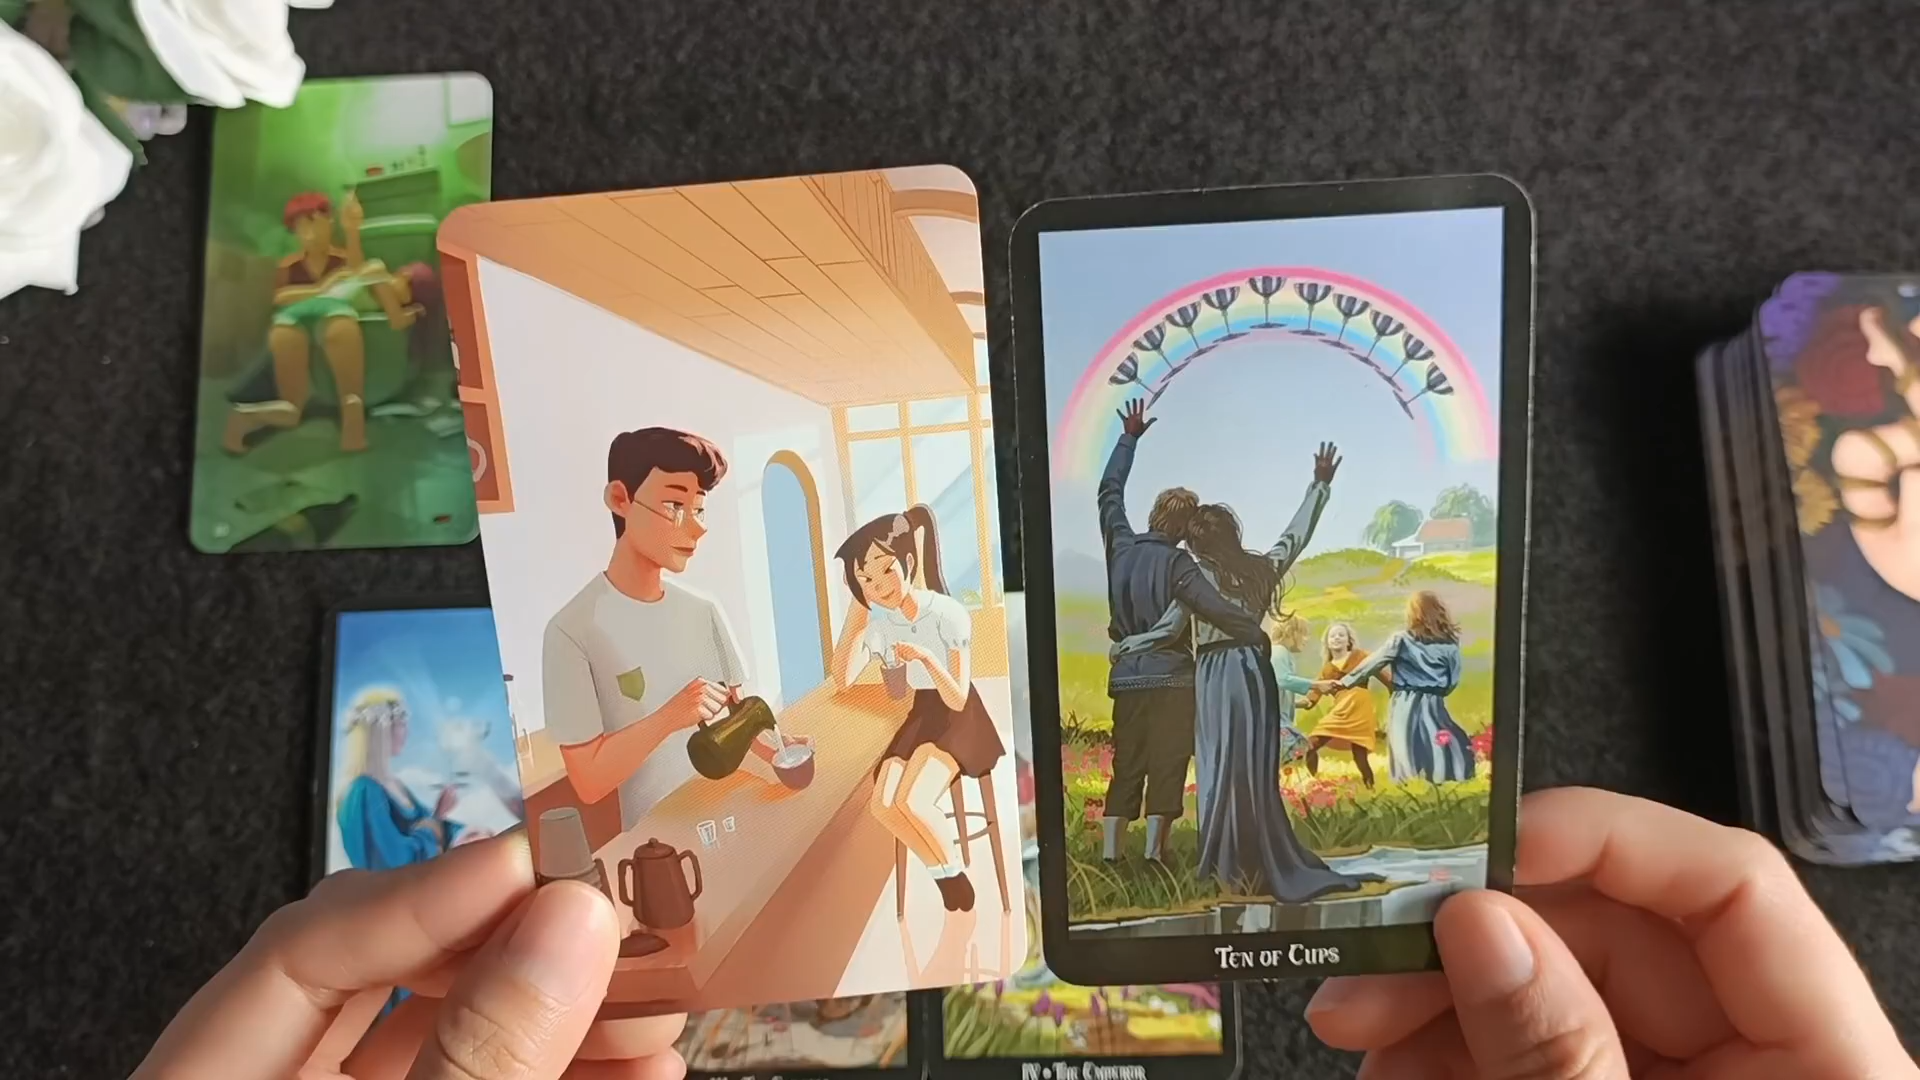 Ten of Cups
IV • The Emperor